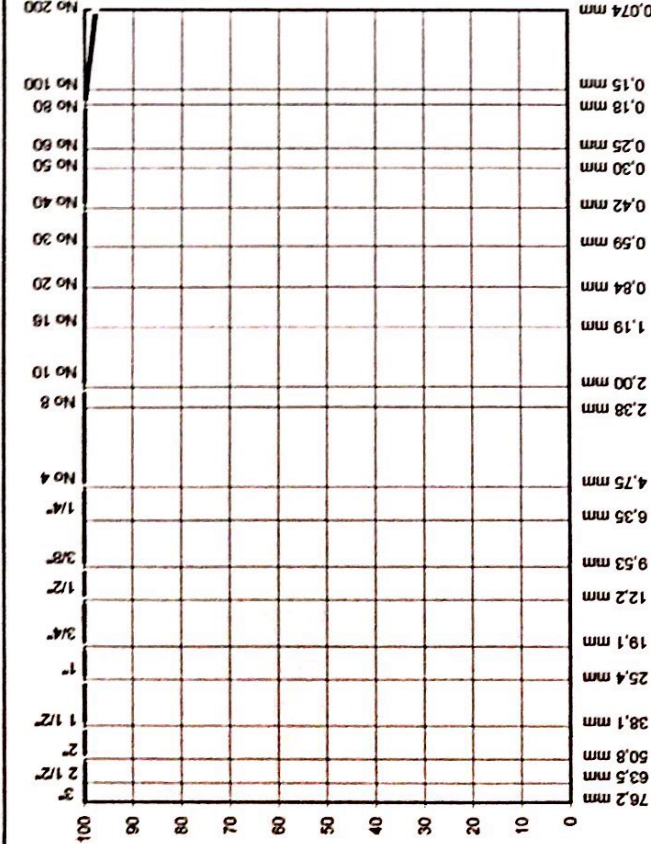 0 10 20 30 40 50 60 70 80 90 100
76,2 mm 3"
63,5 mm 2 1/2"
50,8 mm 2"
38,1 mm 1 1/2"
25,4 mm 1"
19,1 mm 3/4"
12,2 mm 1/2"
9,53 mm 3/8"
6,35 mm 1/4"
4,75 mm No 4
2,38 mm No 8
2,00 mm No 10
1,19 mm No 16
0,84 mm No 20
0,59 mm No 30
0,42 mm No 40
0,30 mm No 50
0,25 mm No 60
0,18 mm No 80
0,15 mm No 100
0,074 mm No 200